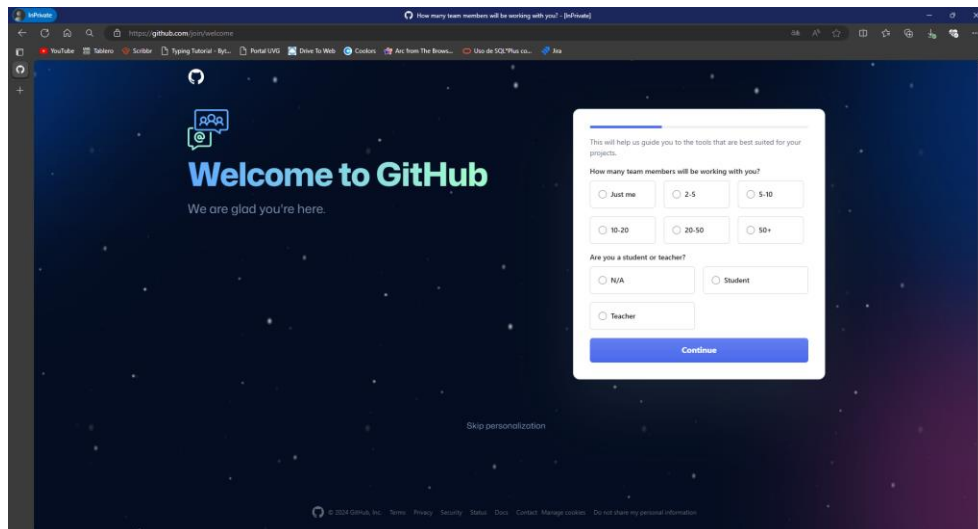 InPrivate
How many team members will be working with you? - [InPrivate]
https://github.com/join/welcome
YouTube Tablero Scribbr Typing Tutorial - Byt... Portal UVG Drive To Web Coolors Arc from The Brows... Uso de SQL*Plus co... Jira
Welcome to GitHub
We are glad you're here.
This will help us guide you to the tools that are best suited for your
projects.
How many team members will be working with you?
Just me 2-5 5-10
10-20 20-50 50+
Are you a student or teacher?
N/A Student
Teacher
Continue
Skip personalization
© 2024 GitHub, Inc. Terms Privacy Security Status Docs Contact Manage cookies Do not share my personal information